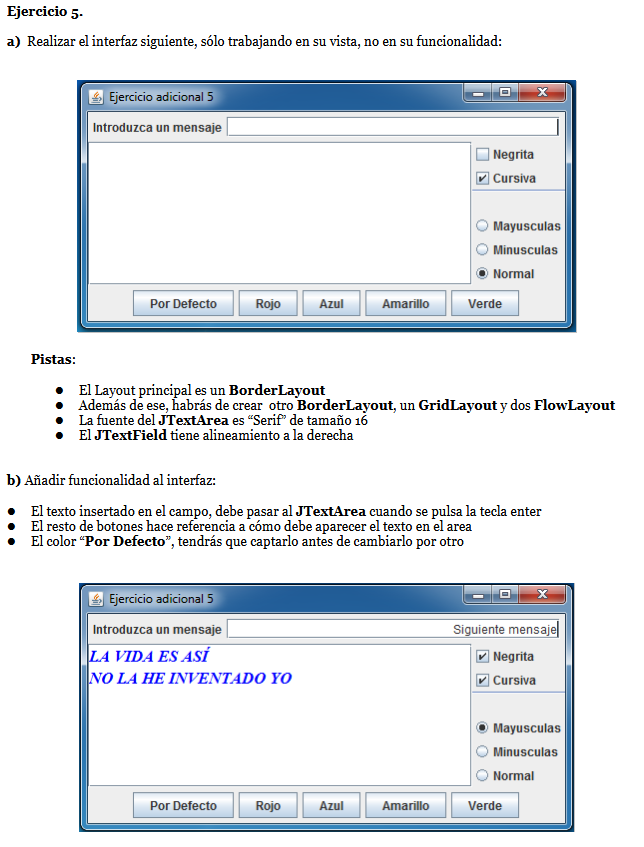 Ejercicio 5.
a) Realizar el interfaz siguiente, sólo trabajando en su vista, no en su funcionalidad:
Ejercicio adicional 5
Introduzca un mensaje
Negrita
Cursiva
Mayusculas
Minusculas
Normal
Por Defecto Rojo Azul Amarillo Verde
Pistas:
● El Layout principal es un BorderLayout
● Además de ese, habrás de crear otro BorderLayout, un GridLayout y dos FlowLayout
● La fuente del JTextArea es “Serif” de tamaño 16
● El JTextField tiene alineamiento a la derecha
b) Añadir funcionalidad al interfaz:
● El texto insertado en el campo, debe pasar al JTextArea cuando se pulsa la tecla enter
● El resto de botones hace referencia a cómo debe aparecer el texto en el area
● El color “Por Defecto”, tendrás que captarlo antes de cambiarlo por otro
Ejercicio adicional 5
Introduzca un mensaje Siguiente mensaje
LA VIDA ES ASÍ
NO LA HE INVENTADO YO
Negrita
Cursiva
Mayusculas
Minusculas
Normal
Por Defecto Rojo Azul Amarillo Verde